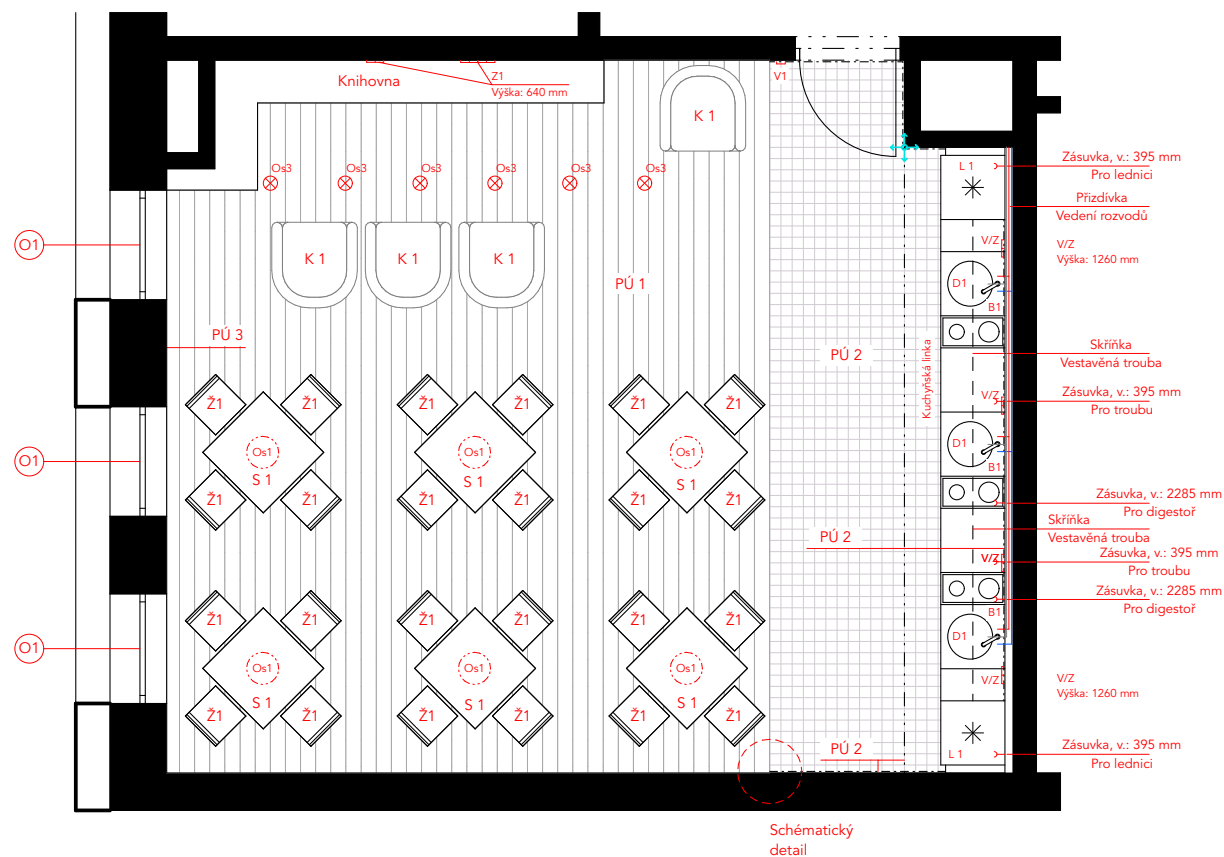 Knihovna
Z1
Výška: 640 mm
V1
K 1
Os3
Os3
Os3
Os3
Os3
Os3
L 1
Zásuvka, v.: 395 mm
Pro lednici
Přizdívka
Vedení rozvodů
O1
K 1
K 1
K 1
PÚ 1
V/Z
V/Z
Výška: 1260 mm
D1
B1
PÚ 3
PÚ 2
Kuchyňská linka
Skříňka
Vestavěná trouba
Ž1
Ž1
Ž1
Ž1
Ž1
Ž1
V/Z
Zásuvka, v.: 395 mm
Pro troubu
O1
Os1
Os1
Os1
D1
B1
S 1
S 1
S 1
Ž1
Ž1
Ž1
Ž1
Ž1
Ž1
Zásuvka, v.: 2285 mm
Pro digestoř
PÚ 2
Skříňka
Vestavěná trouba
V/Z
Zásuvka, v.: 395 mm
Pro troubu
Zásuvka, v.: 2285 mm
Pro digestoř
B1
Ž1
Ž1
Ž1
Ž1
Ž1
Ž1
O1
D1
Os1
Os1
Os1
V/Z
V/Z
Výška: 1260 mm
S 1
S 1
S 1
Ž1
Ž1
Ž1
Ž1
Ž1
Ž1
PÚ 2
L 1
Zásuvka, v.: 395 mm
Pro lednici
Schématický
detail